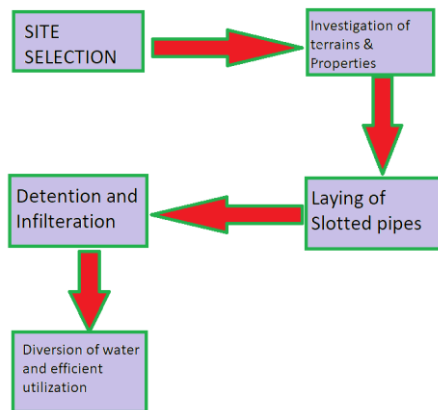 SITE
SELECTION
Investigation of
terrains &
Properties
Laying of
Slotted pipes
Detention and
Infilteration
Diversion of water
and efficient
utilization